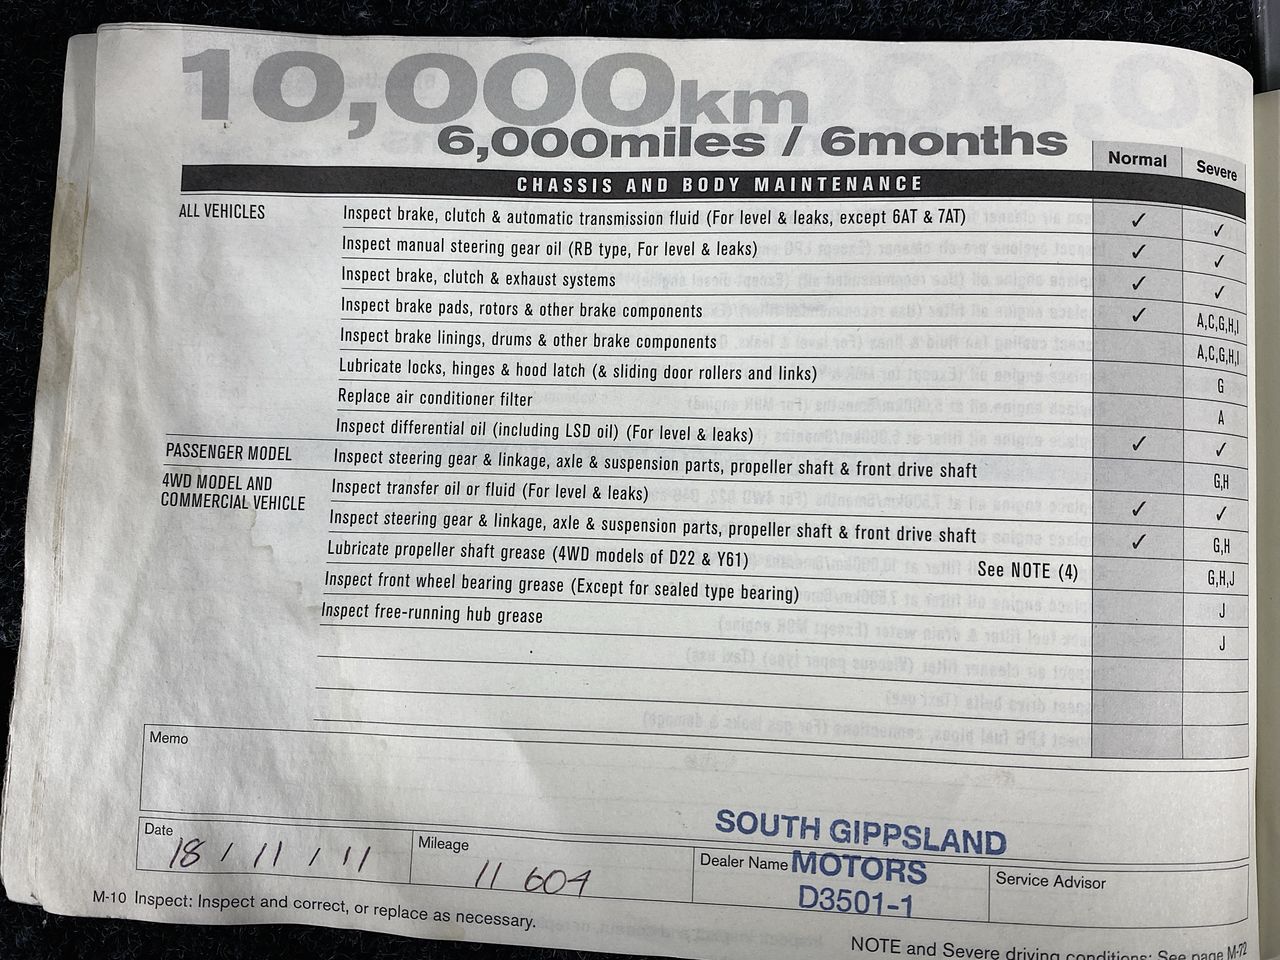 10,000km
6,000miles / 6months
Normal Severe
CHASSIS AND BODY MAINTENANCE
ALL VEHICLES Inspect brake, clutch & automatic transmission fluid (For level & leaks, except 6AT & 7AT) ✓ ✓
Inspect manual steering gear oil (RB type, For level & leaks) ✓ ✓
Inspect brake, clutch & exhaust systems ✓ ✓
Inspect brake pads, rotors & other brake components ✓ A,C,G,H,I
Inspect brake linings, drums & other brake components A,C,G,H,I
Lubricate locks, hinges & hood latch (& sliding door rollers and links) G
Replace air conditioner filter A
Inspect differential oil (including LSD oil) (For level & leaks) ✓ ✓
PASSENGER MODEL Inspect steering gear & linkage, axle & suspension parts, propeller shaft & front drive shaft G,H
4WD MODEL AND Inspect transfer oil or fluid (For level & leaks) ✓ ✓
COMMERCIAL VEHICLE Inspect steering gear & linkage, axle & suspension parts, propeller shaft & front drive shaft ✓ G,H
Lubricate propeller shaft grease (4WD models of D22 & Y61) See NOTE (4) G,H,J
Inspect front wheel bearing grease (Except for sealed type bearing) J
Inspect free-running hub grease J
Memo
SOUTH GIPPSLAND
Date 18 / 11 / 11 Mileage 11 604 Dealer Name MOTORS Service Advisor
D3501-1
M-10 Inspect: Inspect and correct, or replace as necessary.
NOTE and Severe driving conditions: See page M-72